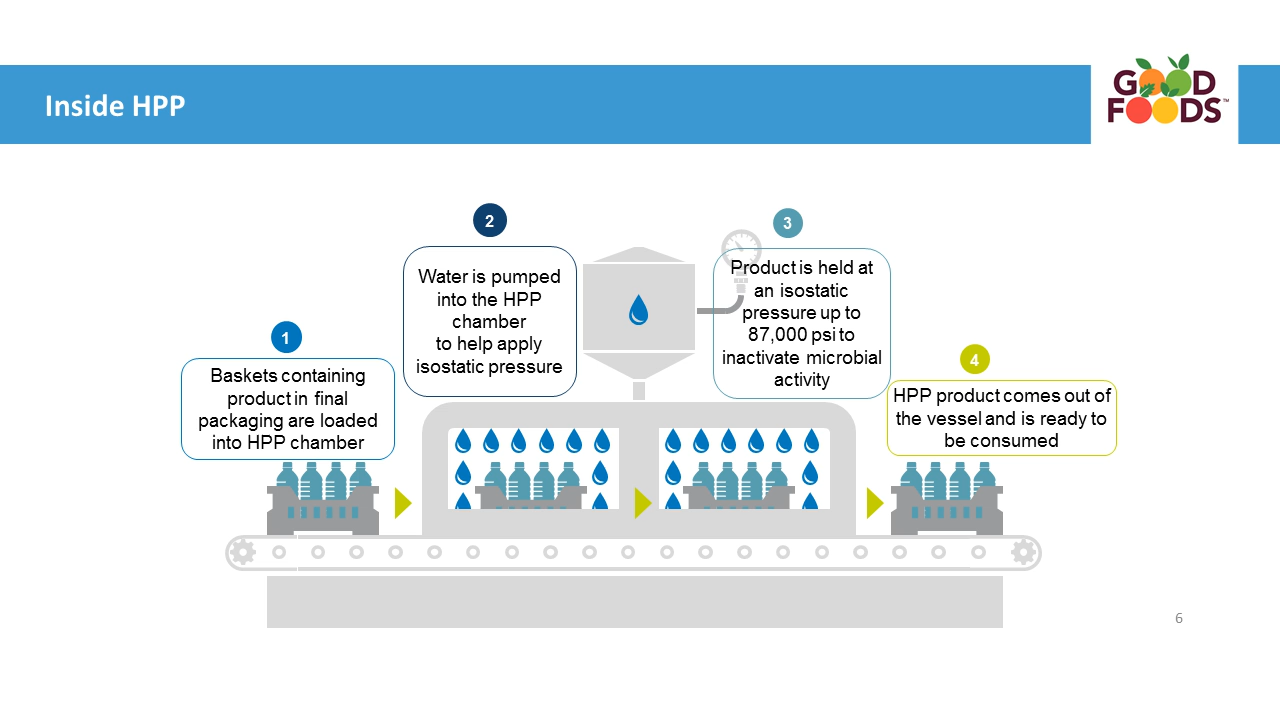 Inside HPP
GOOD
FOODS™
1
Baskets containing
product in final
packaging are loaded
into HPP chamber
2
Water is pumped
into the HPP
chamber
to help apply
isostatic pressure
3
Product is held at
an isostatic
pressure up to
87,000 psi to
inactivate microbial
activity
4
HPP product comes out of
the vessel and is ready to
be consumed
6